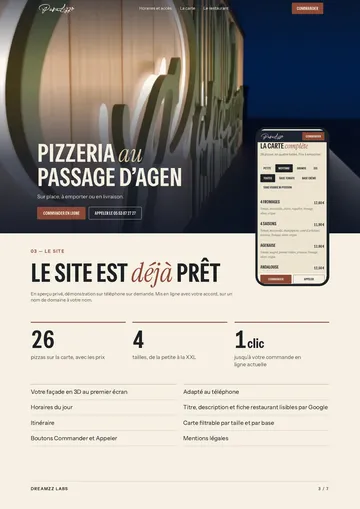 Paradizzo
Horaires et accès La carte Le restaurant
COMMANDER
PIZZERIA au
PASSAGE D'AGEN
Sur place, à emporter ou en livraison.
COMMANDER EN LIGNE APPELER LE 05 53 87 27 27
COMMANDER
LA CARTE complète
4 FROMAGES
4 SAISONS
ANDALOUSE
COMMANDER APPELER
03 — LE SITE
LE SITE EST déjà PRÊT
En aperçu privé, démonstration sur téléphone sur demande. Mis en ligne avec votre accord, sur un
nom de domaine à votre nom.
26
pizzas sur la carte, avec les prix
4
tailles, de la petite à la XXL
1 clic
jusqu'à votre commande en
ligne actuelle
Votre façade en 3D au premier écran
Adapté au téléphone
Horaires du jour
Titre, description et fiche restaurant lisibles par Google
Itinéraire
Carte filtrable par taille et par base
Boutons Commander et Appeler
Mentions légales
DREAMZZ LABS
3 / 7